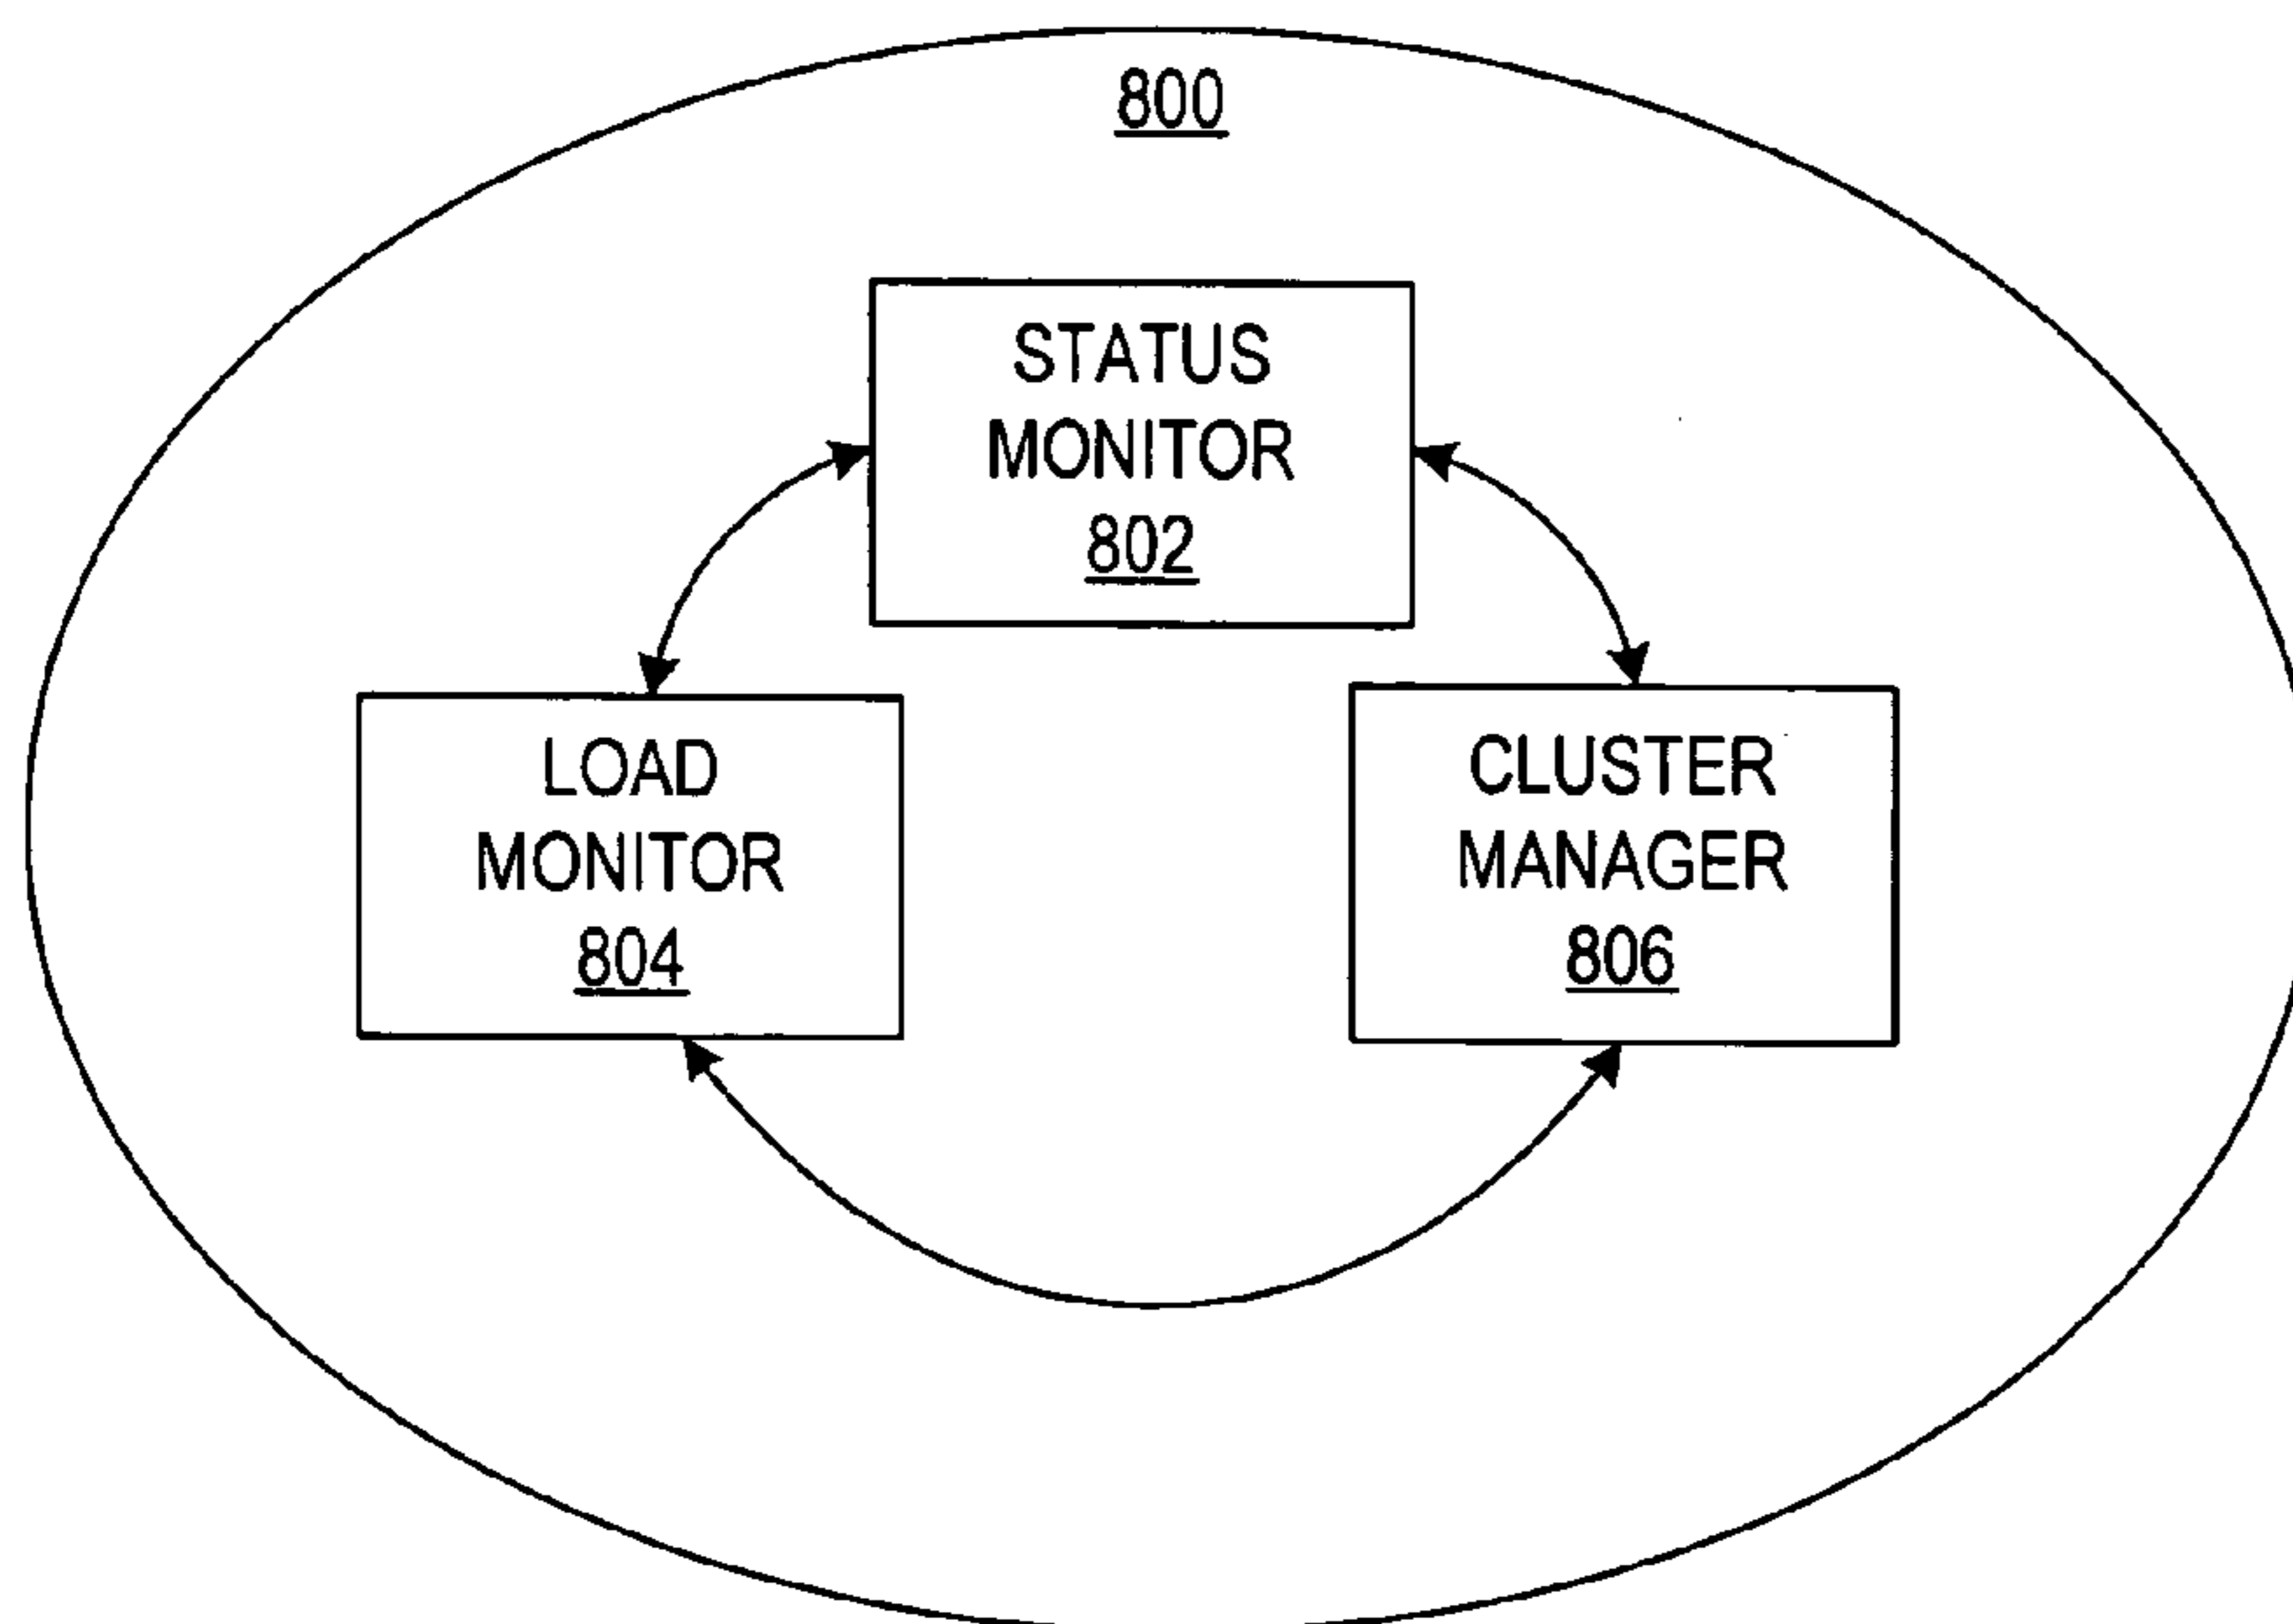 800
STATUS
MONITOR
802
LOAD
MONITOR
804
CLUSTER
MANAGER
806